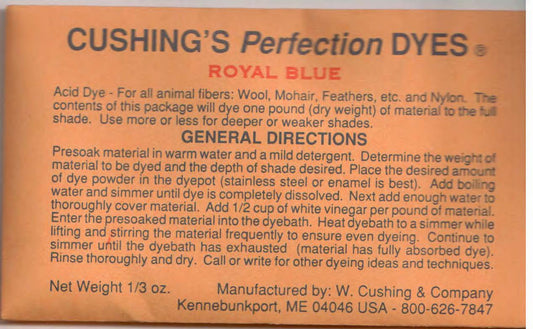 CUSHING'S Perfection DYES ®
ROYAL BLUE
Acid Dye - For all animal fibers: Wool, Mohair, Feathers, etc. and Nylon. The
contents of this package will dye one pound (dry weight) of material to the full
shade. Use more or less for deeper or weaker shades.
GENERAL DIRECTIONS
Presoak material in warm water and a mild detergent. Determine the weight of
material to be dyed and the depth of shade desired. Place the desired amount
of dye powder in the dyepot (stainless steel or enamel is best). Add boiling
water and simmer until dye is completely dissolved. Next add enough water to
thoroughly cover material. Add 1/2 cup of white vinegar per pound of material.
Enter the presoaked material into the dyebath. Heat dyebath to a simmer while
lifting and stirring the material frequently to ensure even dyeing. Continue to
simmer until the dyebath has exhausted (material has fully absorbed dye).
Rinse thoroughly and dry. Call or write for other dyeing ideas and techniques.
Net Weight 1/3 oz. Manufactured by: W. Cushing & Company
Kennebunkport, ME 04046 USA - 800-626-7847